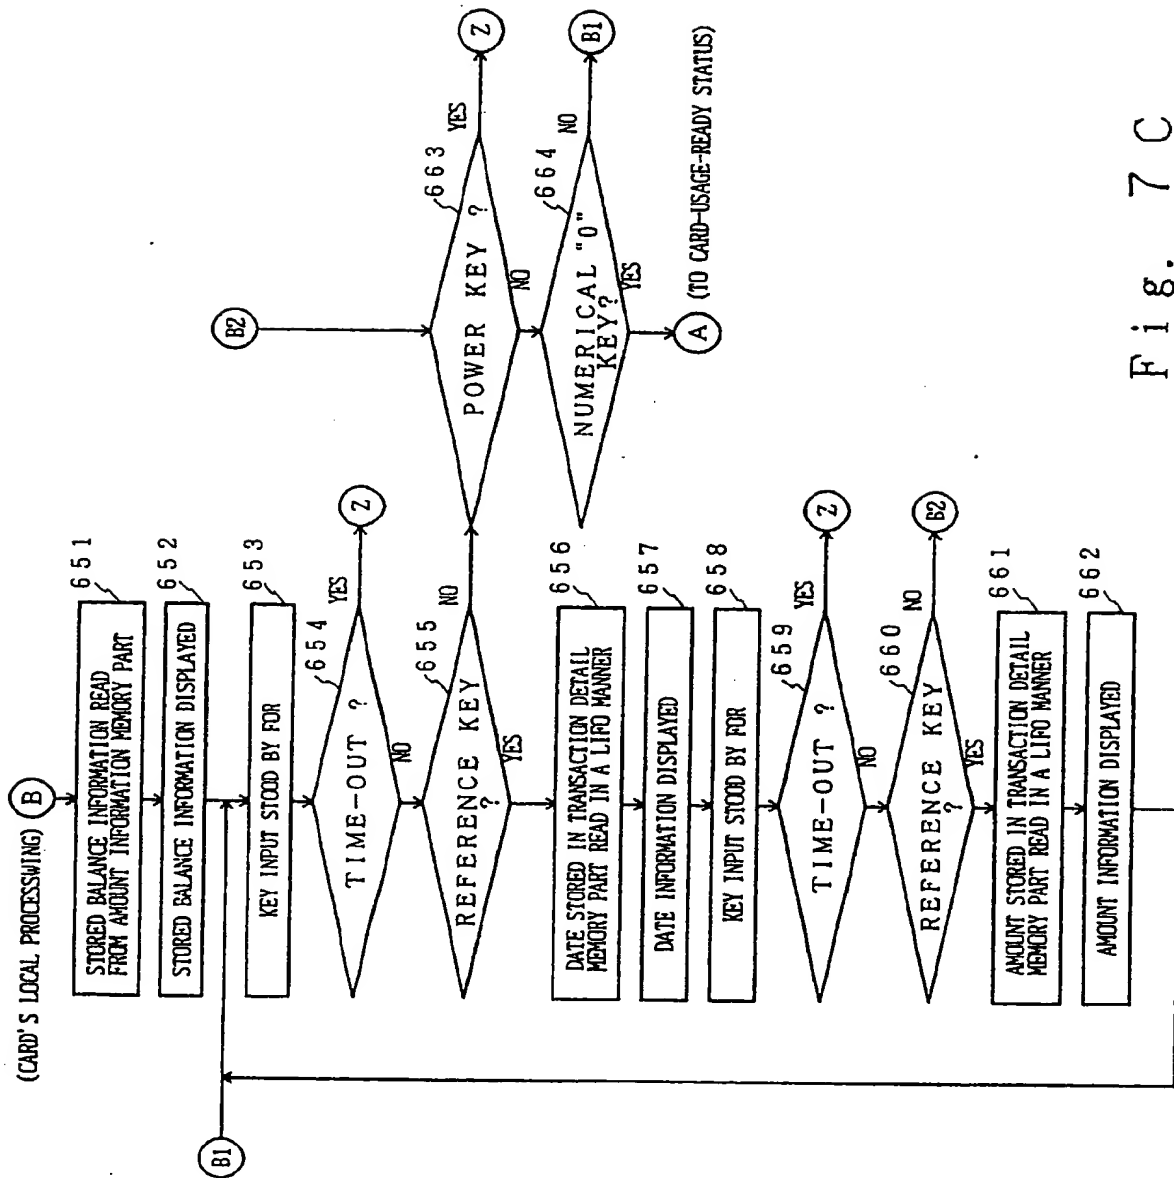 (CARD'S LOCAL PROCESSWING)
B
STORED BALANCE INFORMATION READ
FROM AMOUNT INFORMATION MEMORY PART
651
STORED BALANCE INFORMATION DISPLAYED
652
B1
KEY INPUT STOOD BY FOR
653
TIME-OUT ?
654
YES
Z
NO
REFERENCE KEY
?
655
NO
YES
DATE STORED IN TRANSACTION DETAIL
MEMORY PART READ IN A LIFO MANNER
656
DATE INFORMATION DISPLAYED
657
KEY INPUT STOOD BY FOR
658
TIME-OUT ?
659
YES
Z
NO
REFERENCE KEY
?
660
NO
B2
YES
AMOUNT STORED IN TRANSACTION DETAIL
MEMORY PART READ IN A LIFO MANNER
661
AMOUNT INFORMATION DISPLAYED
662
B2
POWER KEY ?
663
YES
Z
NO
NUMERICAL "0"
KEY?
664
NO
B1
YES
A
(TO CARD-USAGE-READY STATUS)
Fig. 7 C